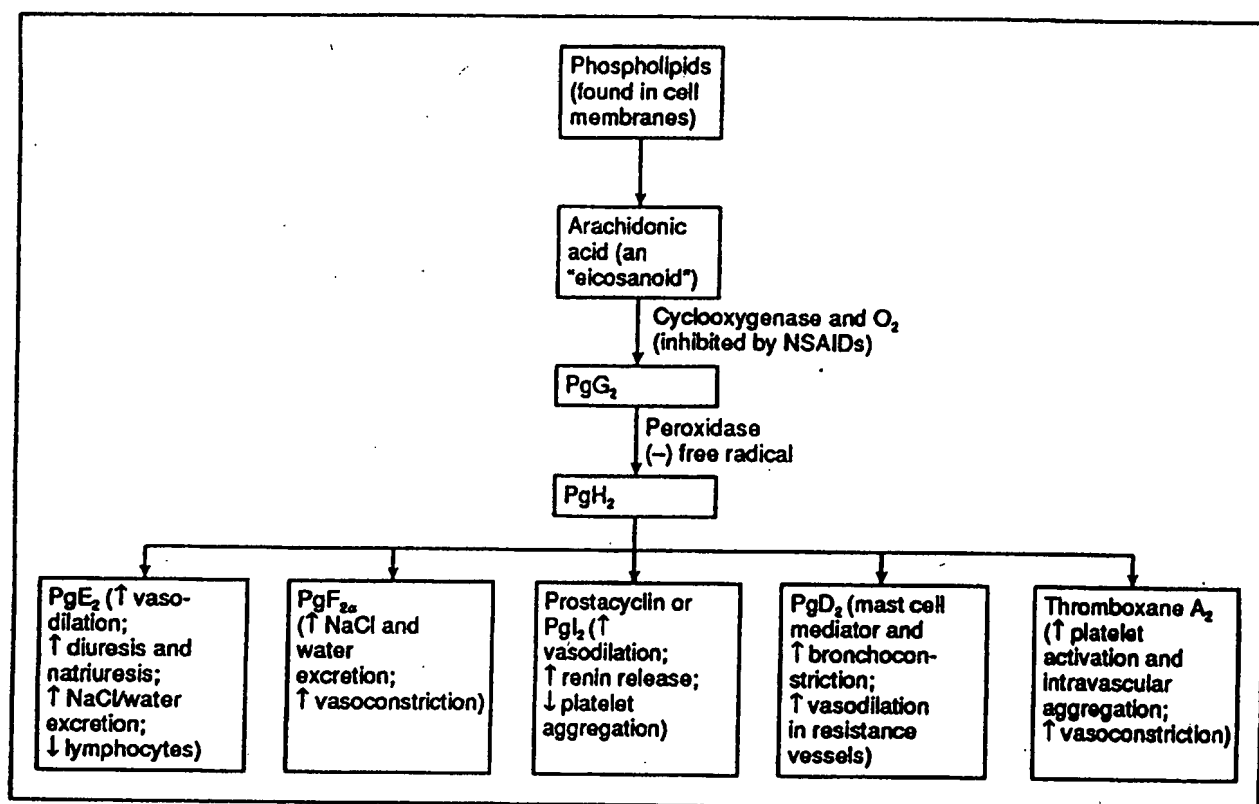 Phospholipids
(found in cell
membranes)
Arachidonic
acid (an
"eicosanoid")
Cyclooxygenase and O₂
(inhibited by NSAIDs)
PgG₂
Peroxidase
(–) free radical
PgH₂
PgE₂ (↑ vaso-
dilation;
↑ diuresis and
natriuresis;
↑ NaCl/water
excretion;
↓ lymphocytes)
PgF₂α
(↑ NaCl and
water
excretion;
↑ vasoconstriction)
Prostacyclin or
PgI₂ (↑
vasodilation;
↑ renin release;
↓ platelet
aggregation)
PgD₂ (mast cell
mediator and
↑ bronchocon-
striction;
↑ vasodilation
in resistance
vessels)
Thromboxane A₂
(↑ platelet
activation and
intravascular
aggregation;
↑ vasoconstriction)